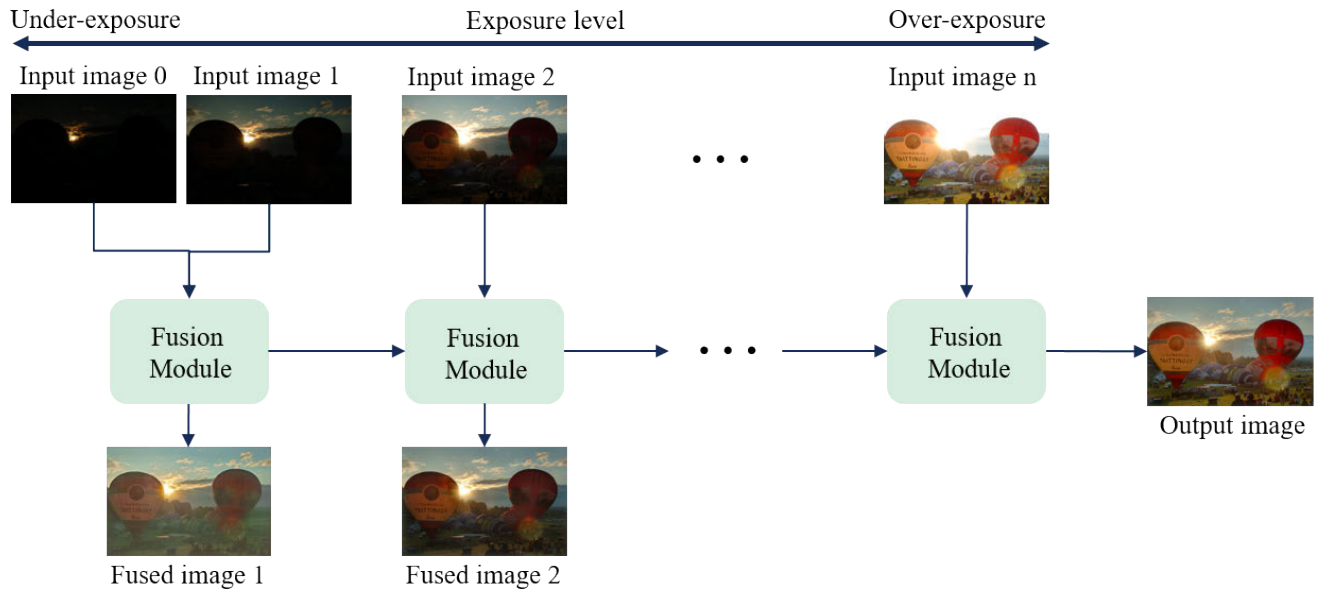 Under-exposure Exposure level Over-exposure
Input image 0 Input image 1 Input image 2 Input image n
Fusion Module Fusion Module Fusion Module
Output image
Fused image 1 Fused image 2